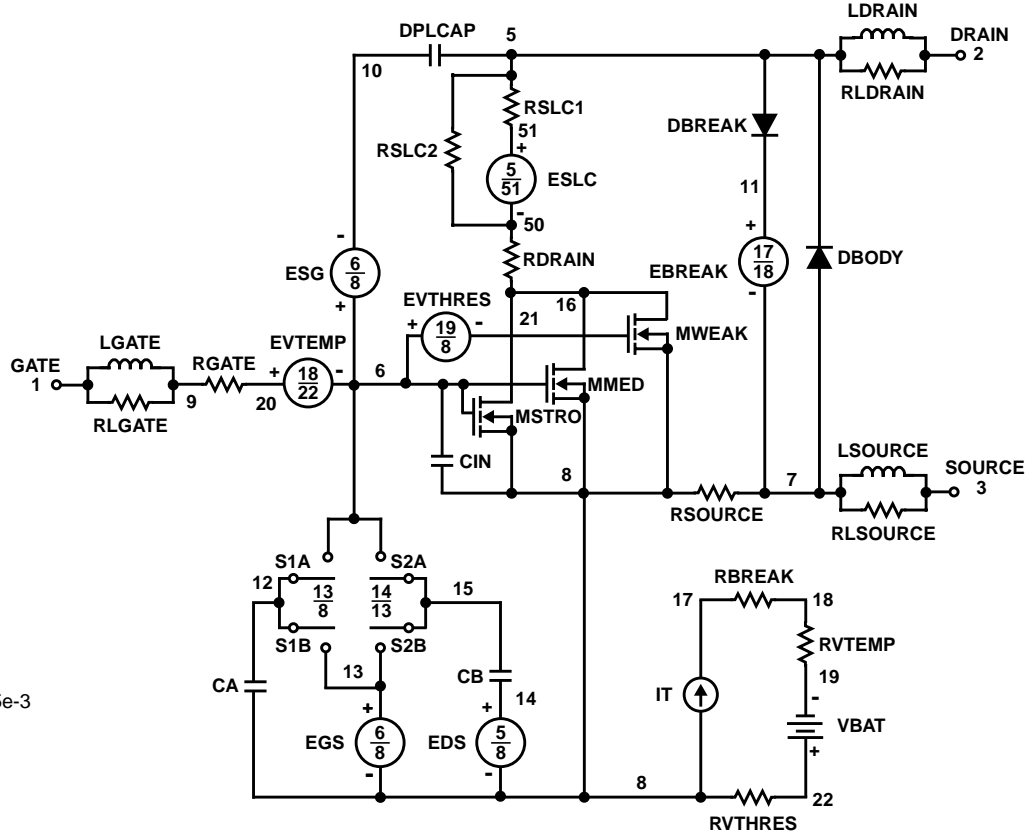 LDRAIN
DPLCAP 5 DRAIN
10 2
RLDRAIN
RSLC1
DBREAK
51
RSLC2 +
5
51
ESLC
11
-
50
- +
RDRAIN
17
18
EBREAK DBODY
6
8
ESG
EVTHRES 16
+ -
21
+ 19
8
- MWEAK
LGATE EVTEMP
GATE RGATE + 18
22
- 6
1 MMED
9 20
RLGATE MSTRO
LSOURCE
CIN 8 7 SOURCE
3
RSOURCE
RLSOURCE
S1A S2A
12 13
8
14
13
15 RBREAK
17 18
S1B S2B
RVTEMP
13 CB
19
CA 14
5e-3 + + IT -
EGS 6
8
EDS 5
8
VBAT
- - +
8 22
RVTHRES